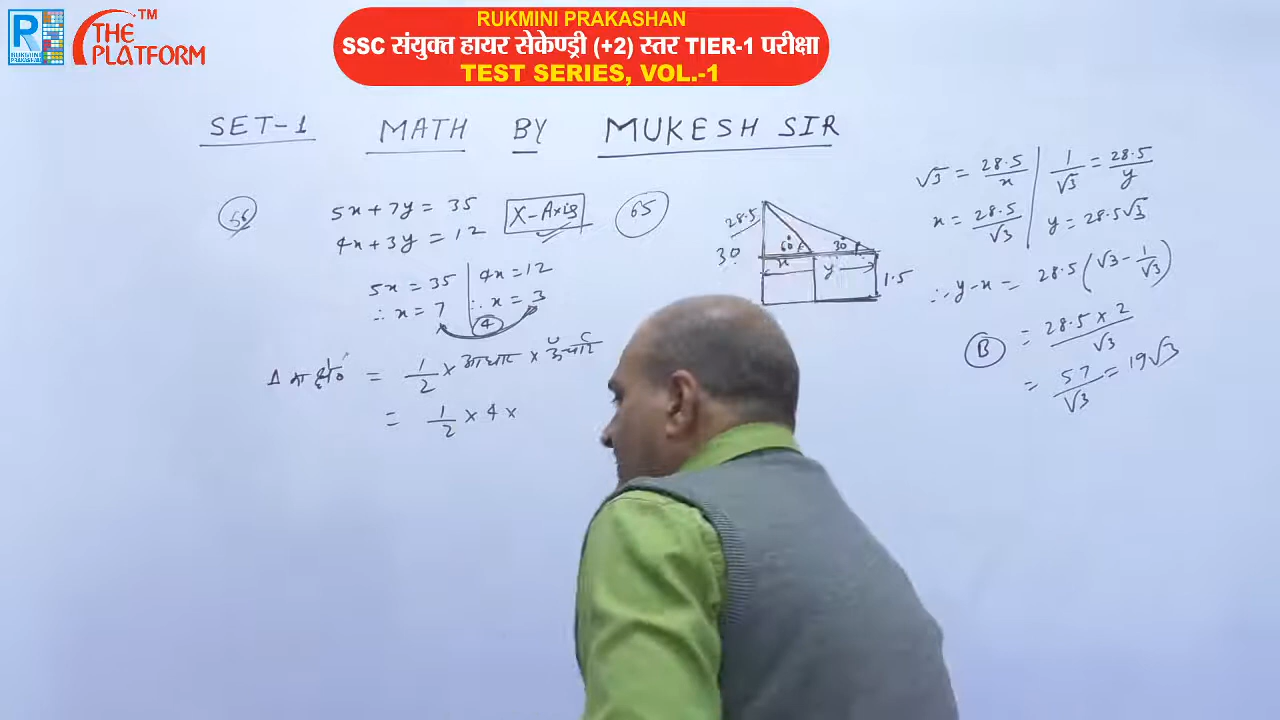 R
RUKMINI
PRAKASHAN
THE
PLATFORM
TM
RUKMINI PRAKASHAN
SSC संयुक्त हायर सेकेण्ड्री (+2) स्तर TIER-1 परीक्षा
TEST SERIES, VOL.-1
SET-1 MATH BY MUKESH SIR
56
5x+7y = 35
4x+3y = 12
X-Axis
5x = 35
∴ x = 7
4x = 12
∴ x = 3
4
= 1/2 × आधार × ऊँचाई
= 1/2 × 4 ×
65
28.5
30
60
30
x
y
1.5
√3 = 28.5/x
x = 28.5/√3
1/√3 = 28.5/y
y = 28.5√3
∴ y-x = 28.5 (√3 - 1/√3)
B
= 28.5 × 2/√3
= 57/√3 = 19√3